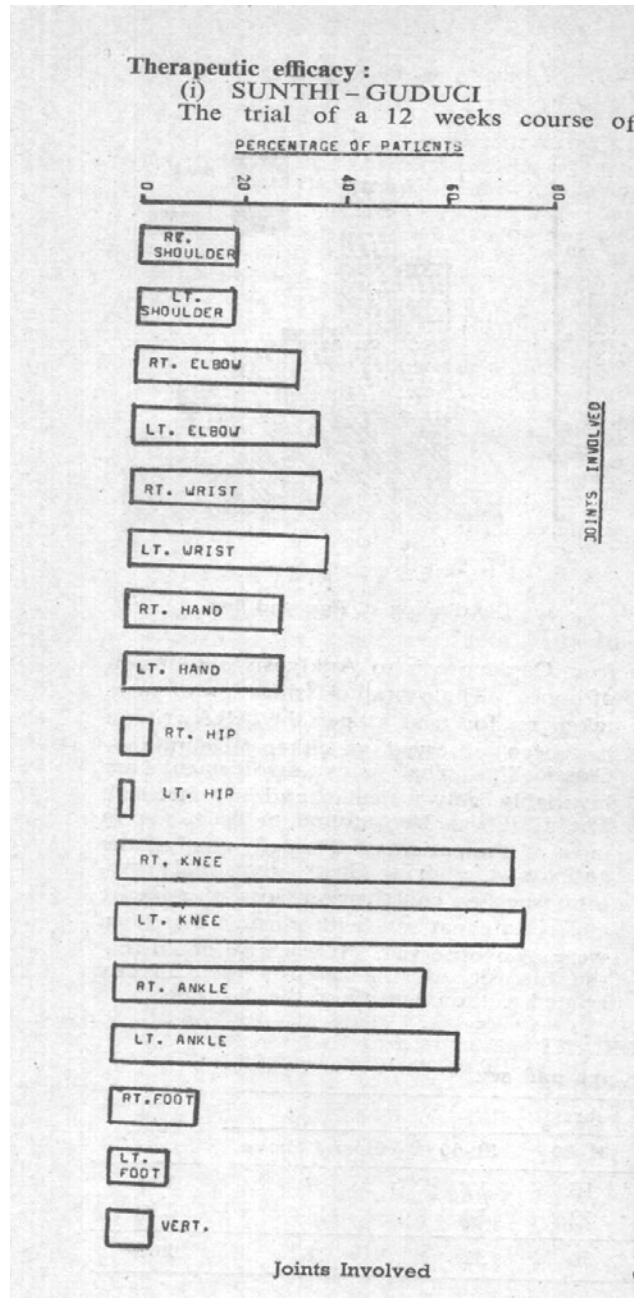 Therapeutic efficacy :
(i) SUNTHI – GUDUCI
The trial of a 12 weeks course of
PERCENTAGE OF PATIENTS
0 20 40 60 80
RT. SHOULDER
LT. SHOULDER
RT. ELBOW
LT. ELBOW
JOINTS INVOLVED
RT. WRIST
LT. WRIST
RT. HAND
LT. HAND
RT. HIP
LT. HIP
RT. KNEE
LT. KNEE
RT. ANKLE
LT. ANKLE
RT.FOOT
LT. FOOT
VERT.
Joints Involved